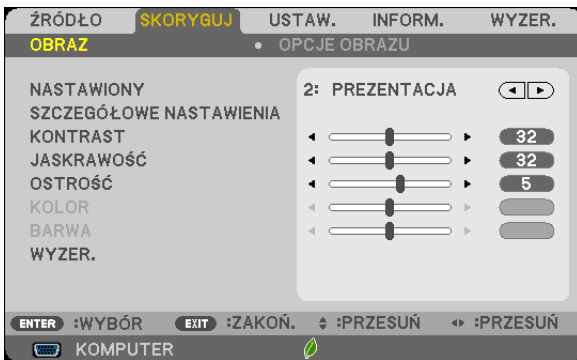 ŹRÓDŁO SKORYGUJ USTAW. INFORM. WYZER.
OBRAZ • OPCJE OBRAZU
NASTAWIONY 2: PREZENTACJA
SZCZEGÓŁOWE NASTAWIENIA
KONTRAST 32
JASKRAWOŚĆ 32
OSTROŚĆ 5
KOLOR
BARWA
WYZER.
ENTER :WYBÓR EXIT :ZAKOŃ. :PRZESUŃ :PRZESUŃ
KOMPUTER